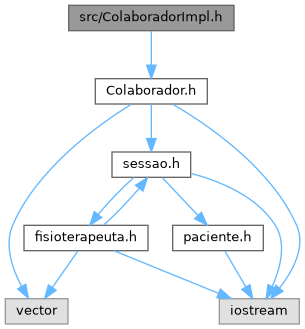 src/ColaboradorImpl.h
Colaborador.h
sessao.h
fisioterapeuta.h
paciente.h
vector
iostream